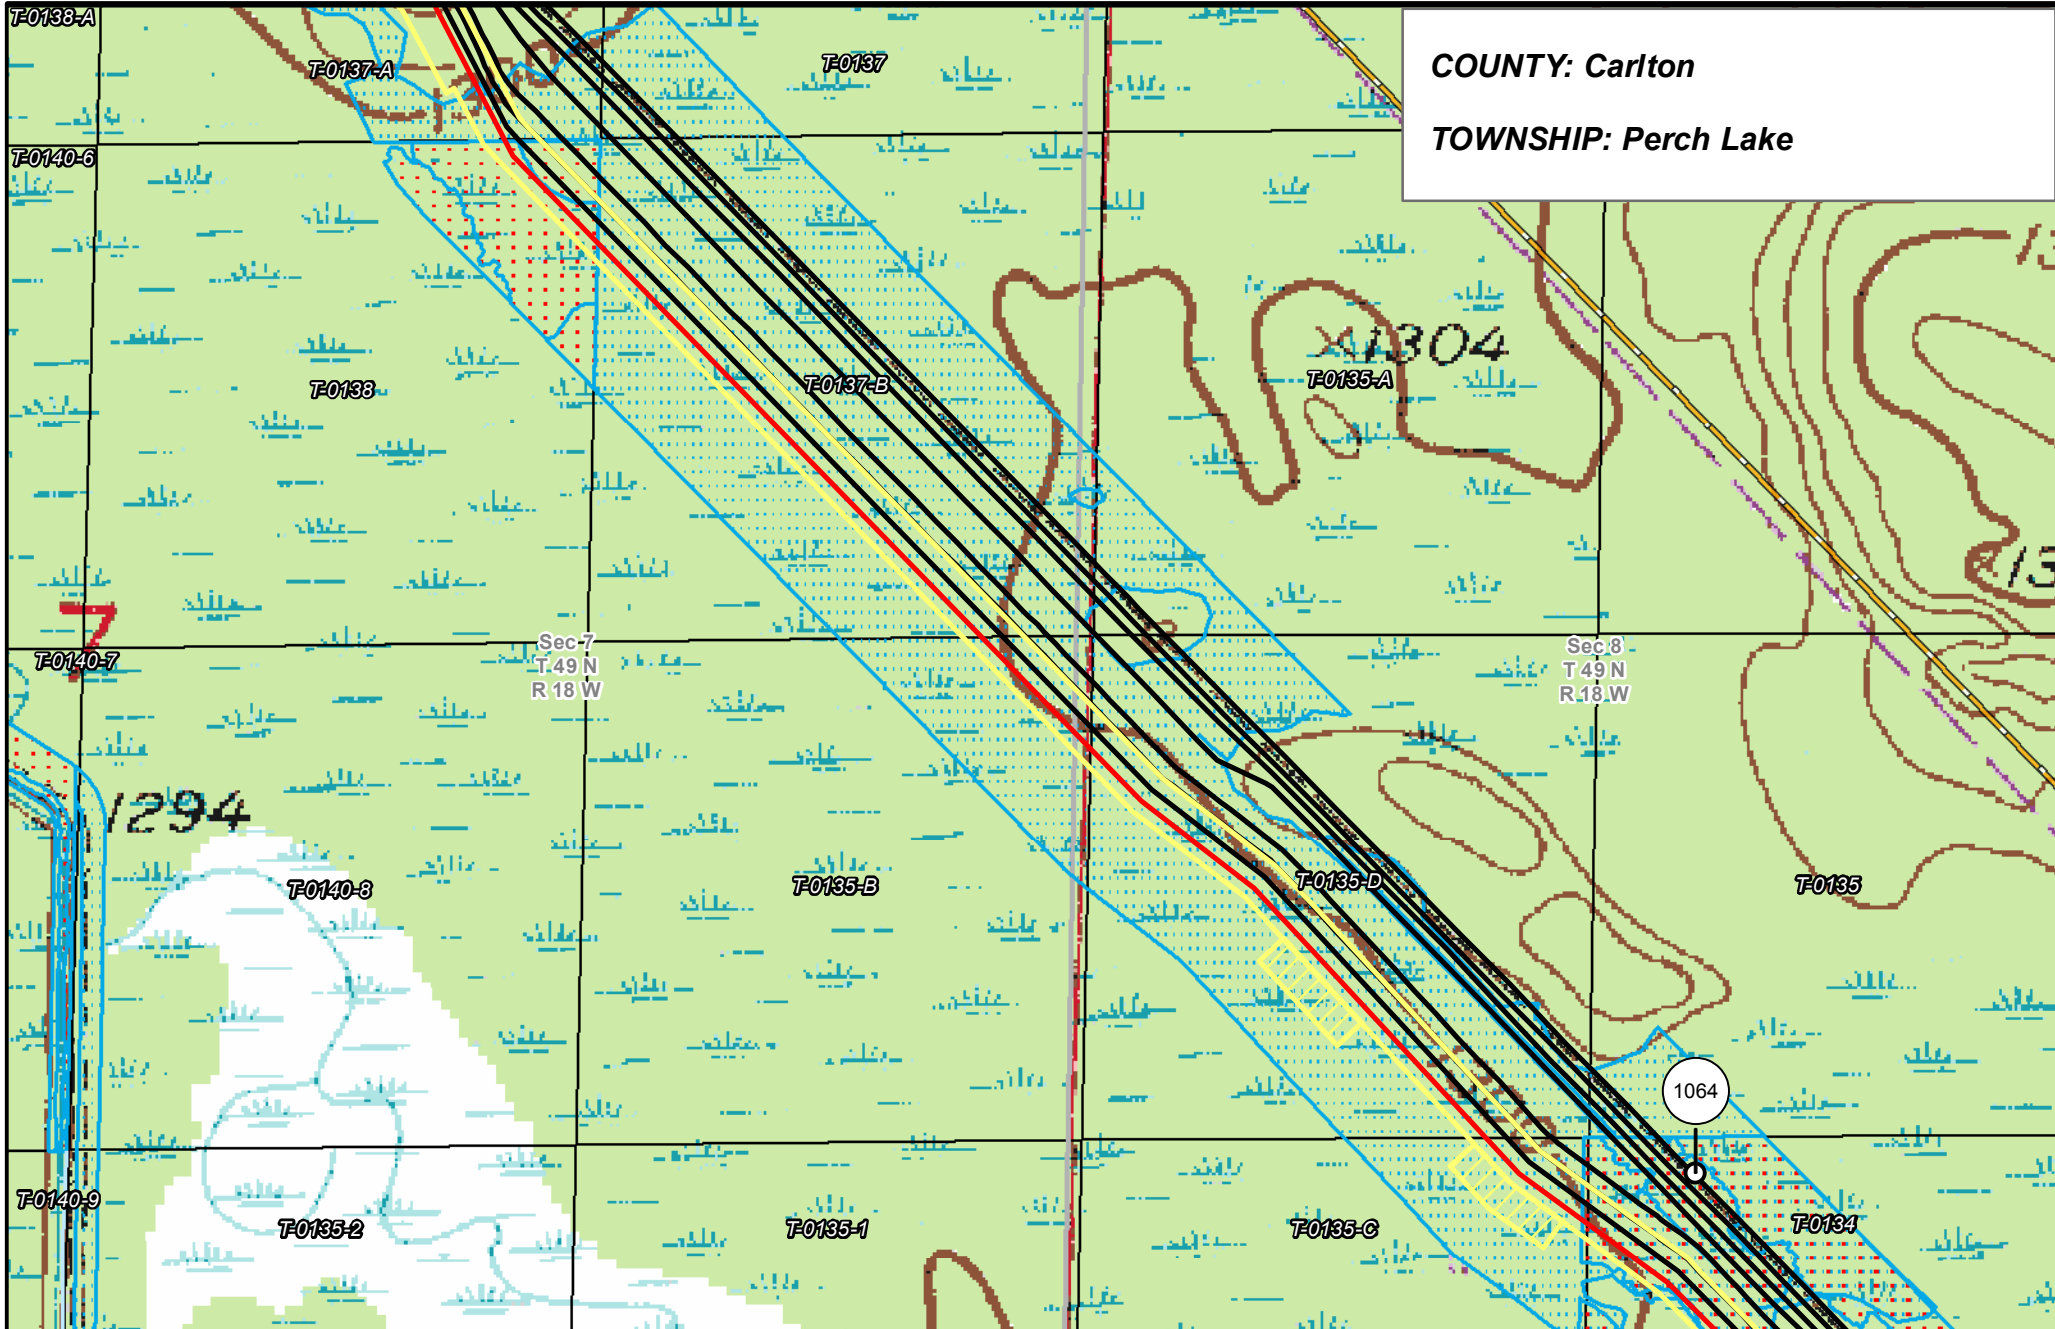 T-0138-A
T-0137-A
T-0137
COUNTY: Carlton
TOWNSHIP: Perch Lake
T-0140-6
T-0138
T-0137-B
1304
T-0135-A
7
T-0140-7
Sec 7
T 49 N
R 18 W
Sec 8
T 49 N
R 18 W
1294
T-0140-8
T-0135-B
T-0135-D
T-0135
1064
T-0140-9
T-0135-2
T-0135-1
T-0135-C
T-0134